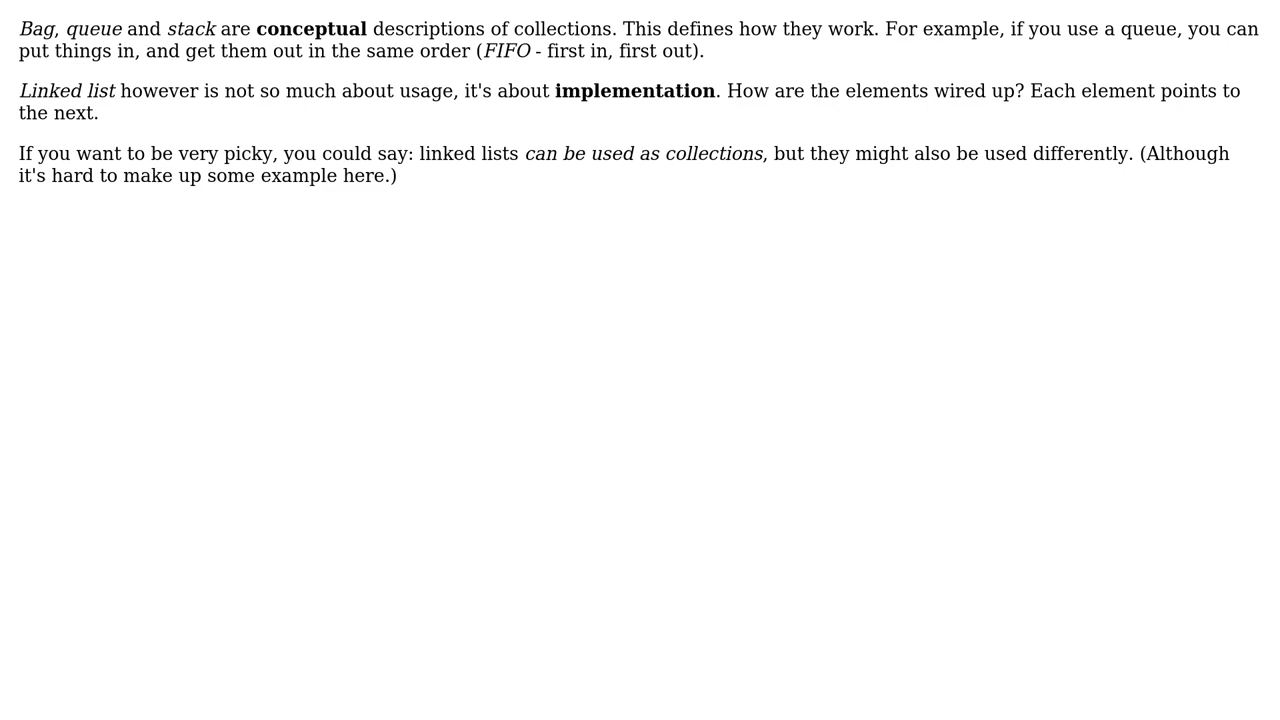 Bag, queue and stack are conceptual descriptions of collections. This defines how they work. For example, if you use a queue, you can
put things in, and get them out in the same order (FIFO - first in, first out).
Linked list however is not so much about usage, it's about implementation. How are the elements wired up? Each element points to
the next.
If you want to be very picky, you could say: linked lists can be used as collections, but they might also be used differently. (Although
it's hard to make up some example here.)